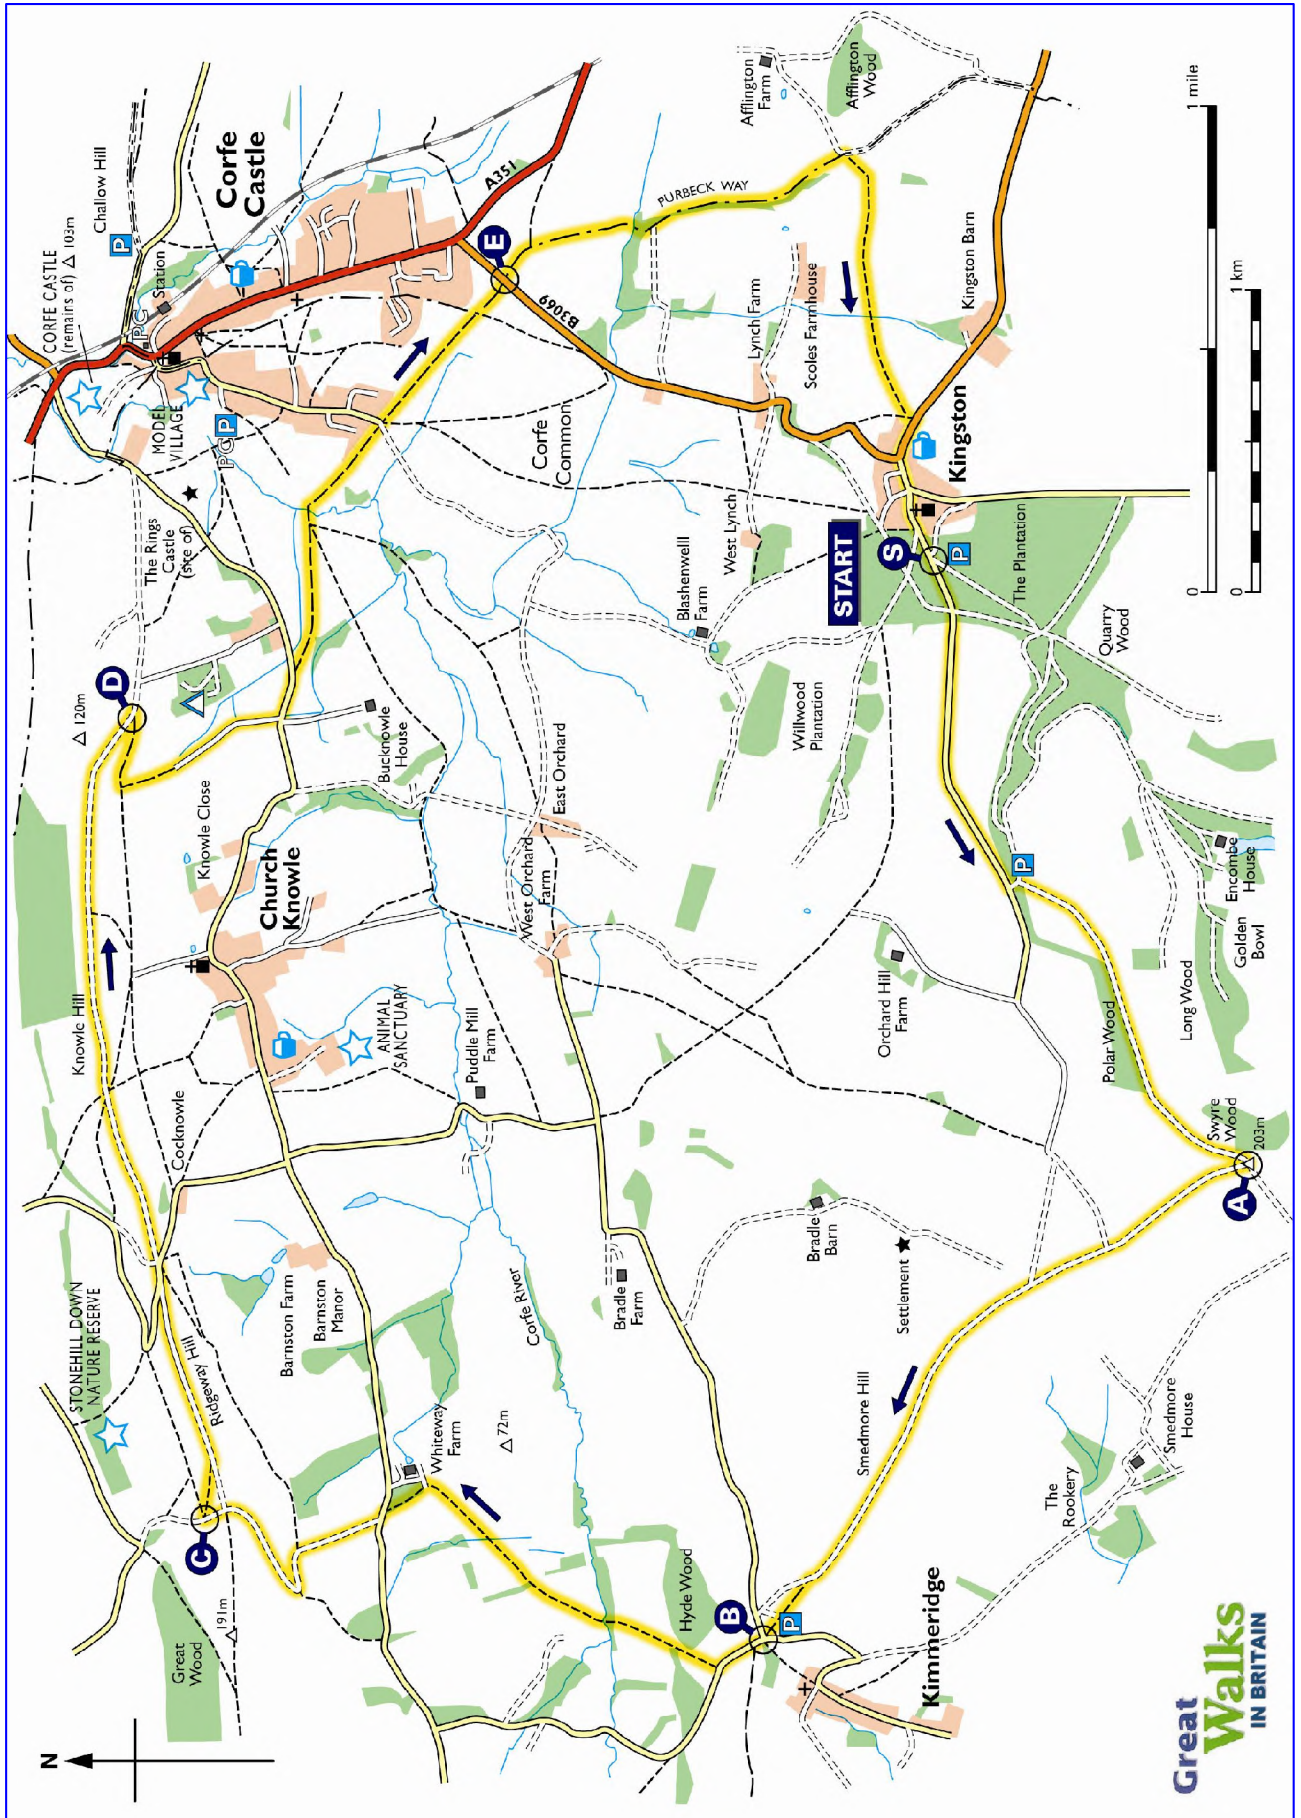 N
Great
Wood
191m
C
STONEHILL DOWN
NATURE RESERVE
Ridgeway Hill
Cocknowle
Knowle Hill
120m
D
The Rings
Castle
(site of)
MODEL
VILLAGE
CORFE CASTLE
(remains of)
103m
Challow Hill
P
PC
Station
Corfe
Castle
PC
P
Knowle Close
Church
Knowle
Bucknowle
House
ANIMAL
SANCTUARY
Barnston Farm
Barnston
Manor
Whiteway
Farm
72m
Puddle Mill
Farm
Corfe River
West Orchard
Farm
East Orchard
Corfe
Common
A351
E
B3069
PURBECK WAY
Afflington
Farm
Afflington
Wood
Lynch Farm
Scoles Farmhouse
West Lynch
Blashenwelll
Farm
Willwood
Plantation
Bradle
Farm
Bradle
Barn
Settlement
Orchard Hill
Farm
Hyde Wood
B
P
Kimmeridge
Smedmore Hill
The
Rookery
Smedmore
House
START
S
P
Kingston
Kingston Barn
The Plantation
Quarry
Wood
P
Polar Wood
Long Wood
Golden
Bowl
Encombe
House
Swyre
Wood
203m
A
0
1 mile
0
1 km
Great
Walks
IN BRITAIN